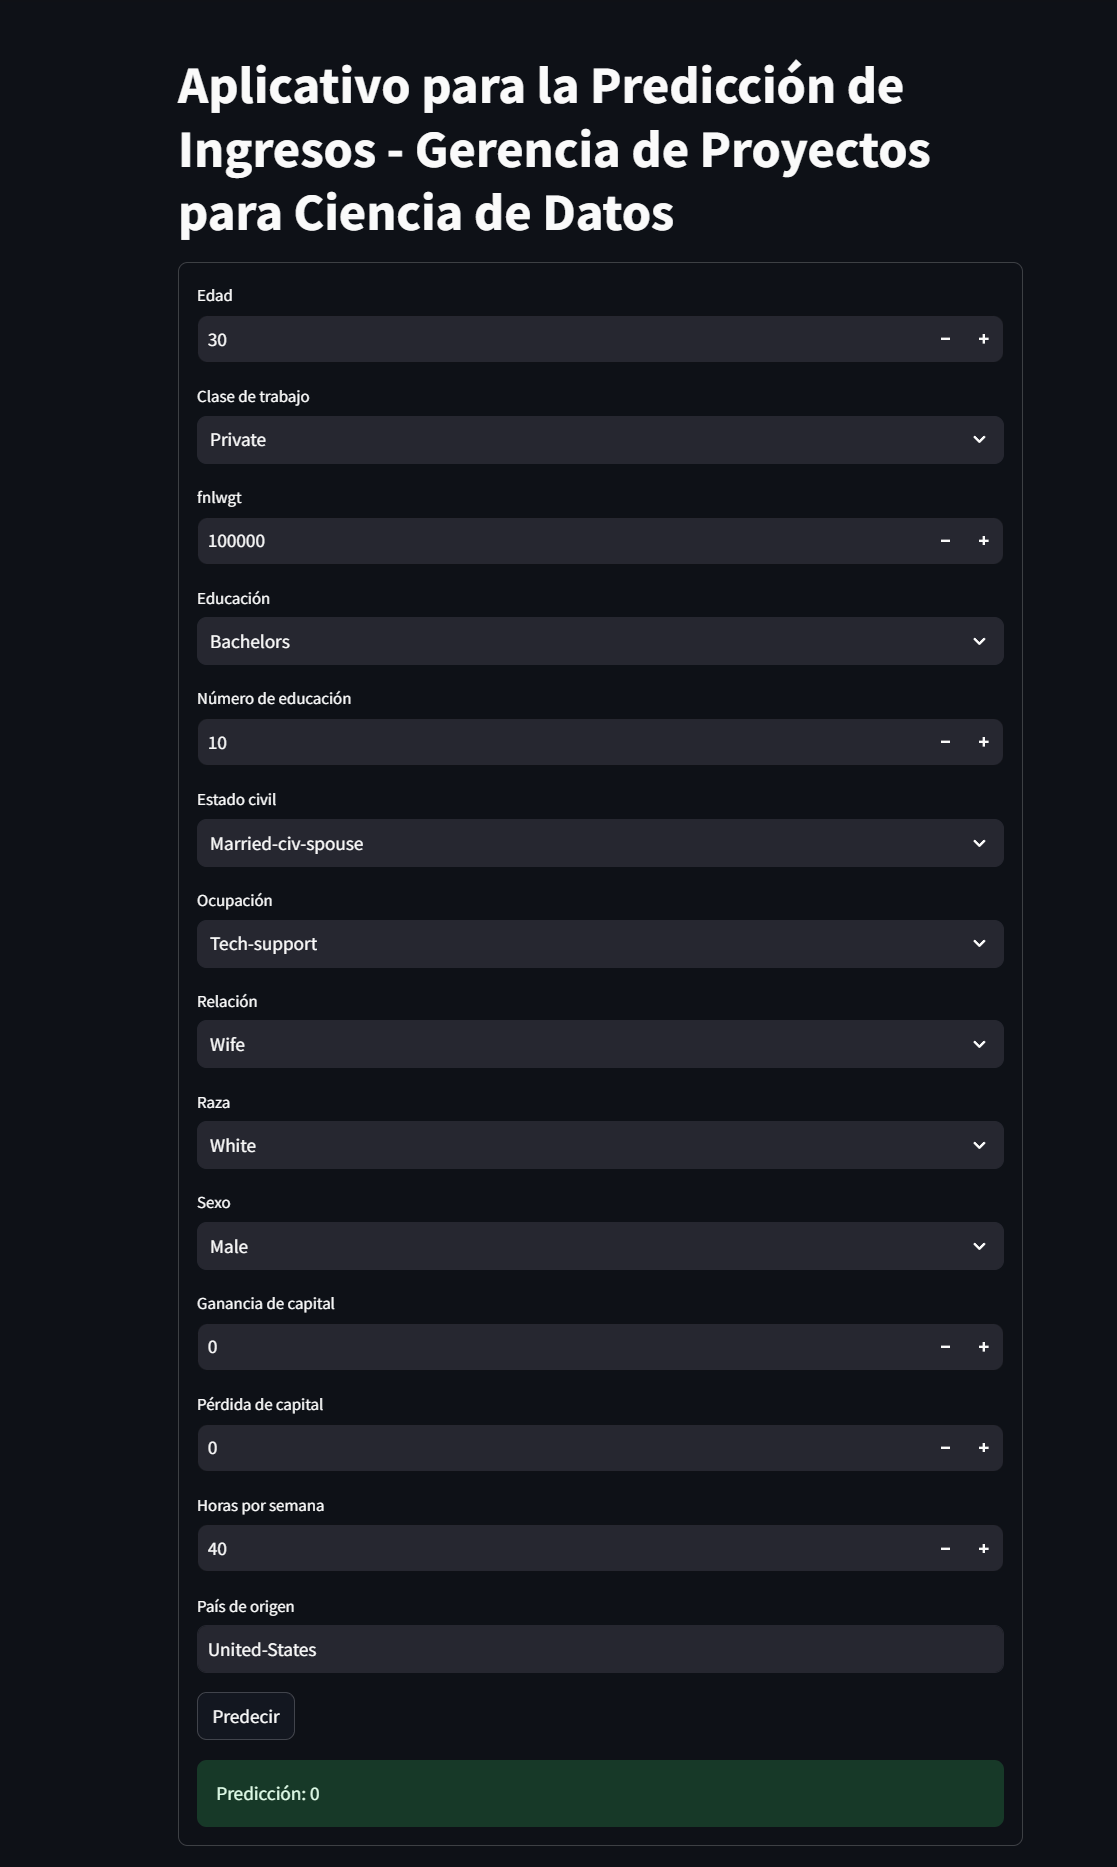 Aplicativo para la Predicción de
Ingresos - Gerencia de Proyectos
para Ciencia de Datos
Edad
30
Clase de trabajo
Private
fnlwgt
100000
Educación
Bachelors
Número de educación
10
Estado civil
Married-civ-spouse
Ocupación
Tech-support
Relación
Wife
Raza
White
Sexo
Male
Ganancia de capital
0
Pérdida de capital
0
Horas por semana
40
País de origen
United-States
Predecir
Predicción: 0